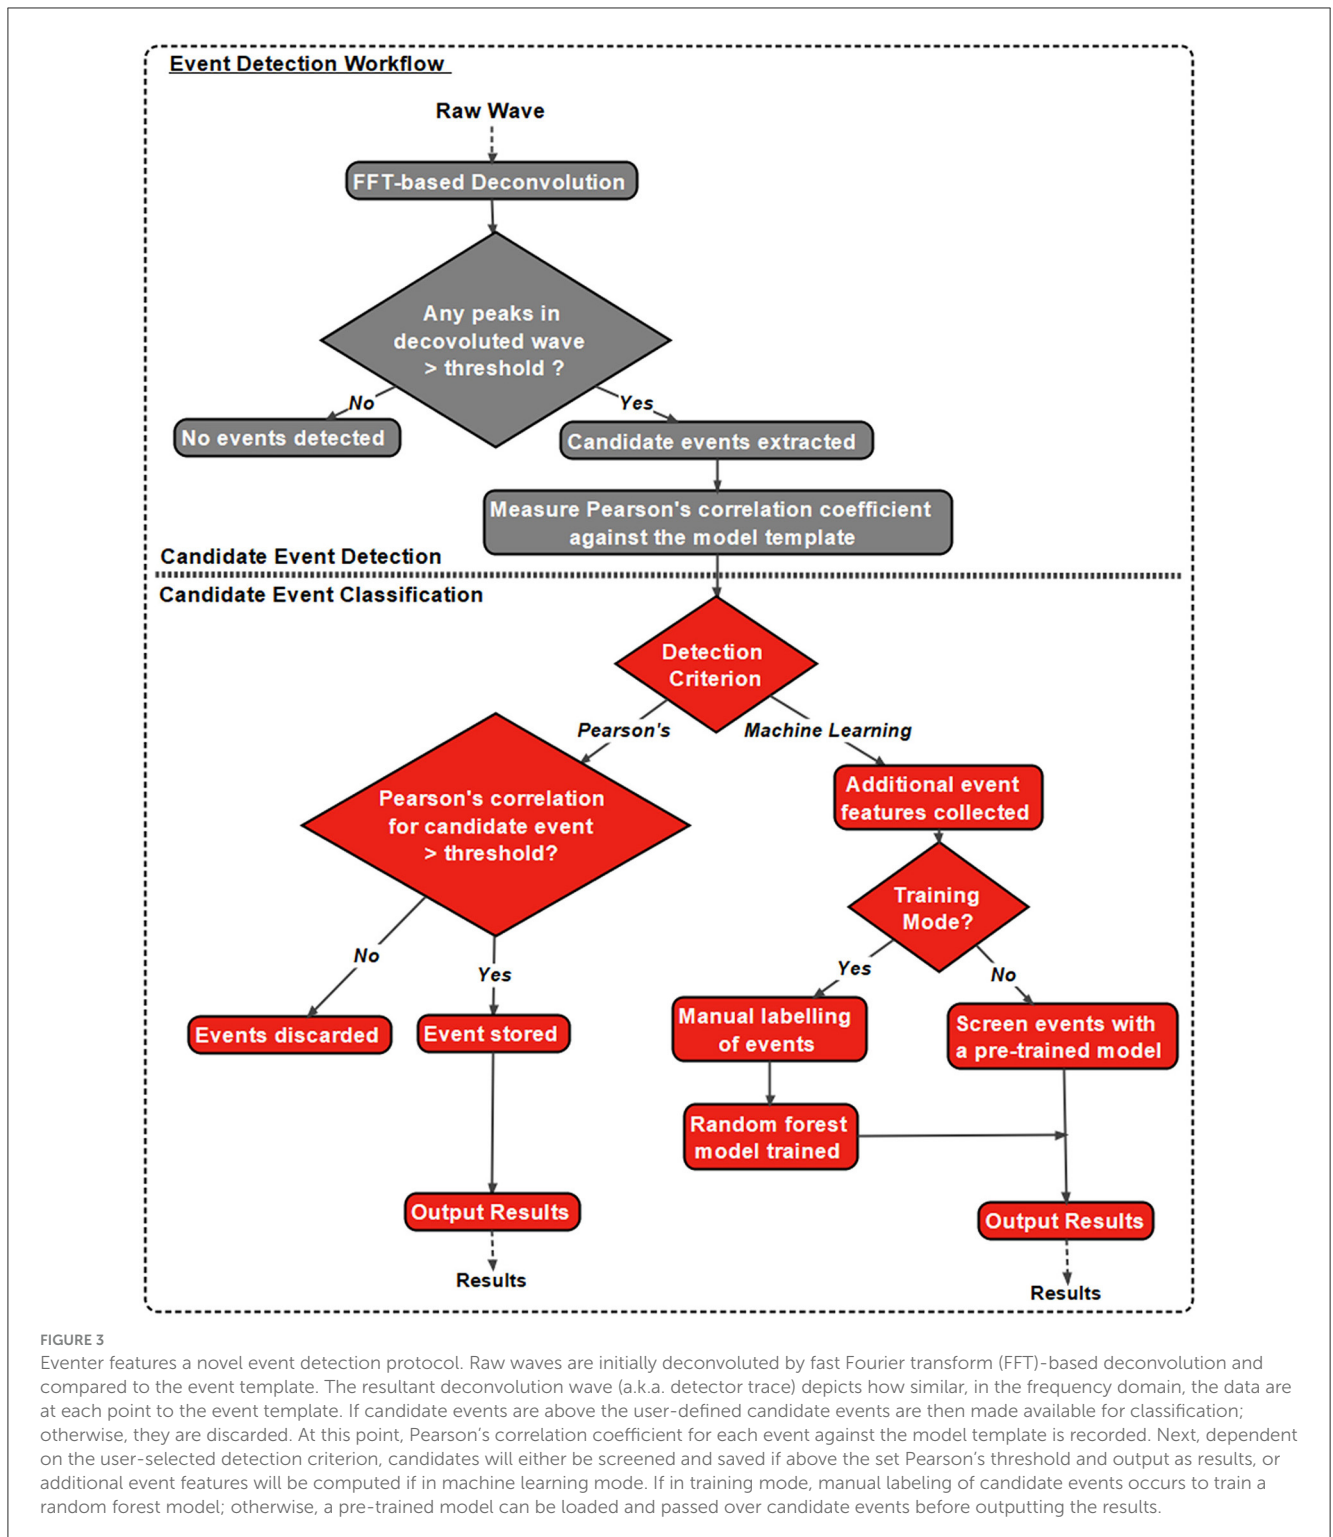 Event Detection Workflow
Raw Wave
FFT-based Deconvolution
Any peaks in
decovoluted wave
> threshold ?
No
Yes
No events detected
Candidate events extracted
Measure Pearson's correlation coefficient
against the model template
Candidate Event Detection
Candidate Event Classification
Detection
Criterion
Pearson's
Machine Learning
Pearson's correlation
for candidate event
> threshold?
Additional event
features collected
Training
Mode?
No
Yes
Yes
No
Events discarded
Event stored
Manual labelling
of events
Screen events with
a pre-trained model
Random forest
model trained
Output Results
Output Results
Results
Results
FIGURE 3
Eventer features a novel event detection protocol. Raw waves are initially deconvoluted by fast Fourier transform (FFT)-based deconvolution and
compared to the event template. The resultant deconvolution wave (a.k.a. detector trace) depicts how similar, in the frequency domain, the data are
at each point to the event template. If candidate events are above the user-defined candidate events are then made available for classification;
otherwise, they are discarded. At this point, Pearson's correlation coefficient for each event against the model template is recorded. Next, dependent
on the user-selected detection criterion, candidates will either be screened and saved if above the set Pearson's threshold and output as results, or
additional event features will be computed if in machine learning mode. If in training mode, manual labeling of candidate events occurs to train a
random forest model; otherwise, a pre-trained model can be loaded and passed over candidate events before outputting the results.